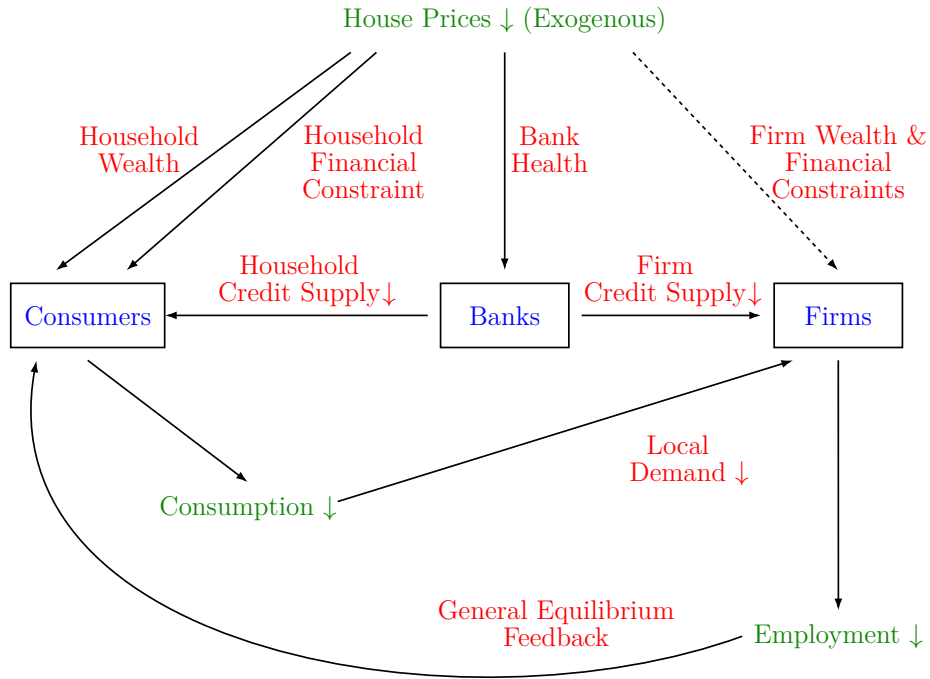 House Prices ↓ (Exogenous)
Household
Wealth
Household
Financial
Constraint
Bank
Health
Firm Wealth &
Financial
Constraints
Household
Credit Supply↓
Firm
Credit Supply↓
Consumers
Banks
Firms
Local
Demand ↓
Consumption ↓
General Equilibrium
Feedback
Employment ↓